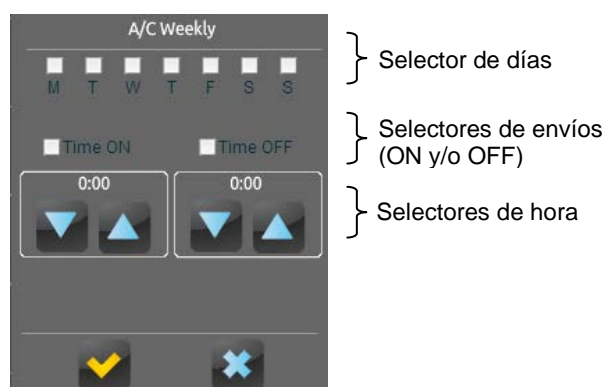 A/C Weekly
M T W T F S S
Selector de días
Time ON Time OFF
Selectores de envíos
(ON y/o OFF)
0:00 0:00
Selectores de hora